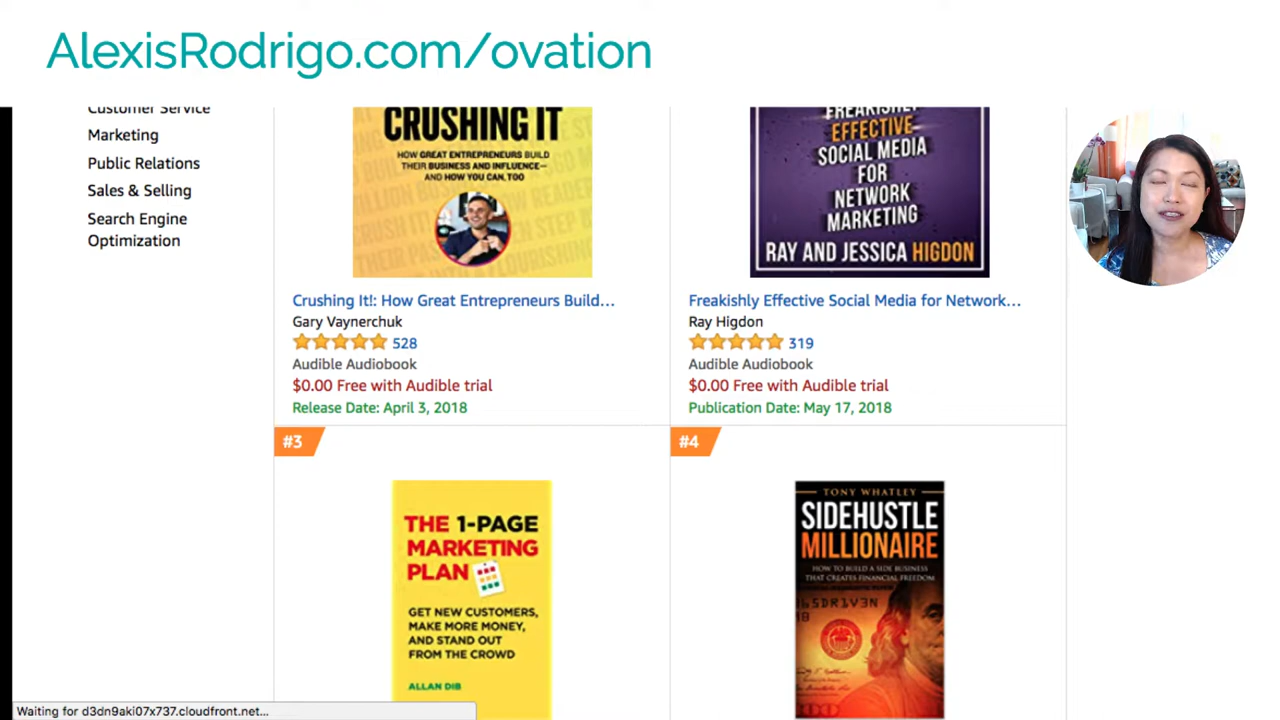 AlexisRodrigo.com/ovation
Customer Service
Marketing
Public Relations
Sales & Selling
Search Engine
Optimization
CRUSHING IT
HOW GREAT ENTREPRENEURS BUILD
THEIR BUSINESS AND INFLUENCE—
AND HOW YOU CAN, TOO
Crushing It!: How Great Entrepreneurs Build...
Gary Vaynerchuk
528
Audible Audiobook
$0.00 Free with Audible trial
Release Date: April 3, 2018
FREAKISHLY
EFFECTIVE
SOCIAL MEDIA
FOR
NETWORK
MARKETING
RAY AND JESSICA HIGDON
Freakishly Effective Social Media for Network...
Ray Higdon
319
Audible Audiobook
$0.00 Free with Audible trial
Publication Date: May 17, 2018
#3
THE 1-PAGE
MARKETING
PLAN
GET NEW CUSTOMERS,
MAKE MORE MONEY,
AND STAND OUT
FROM THE CROWD
ALLAN DIB
#4
TONY WHATLEY
SIDEHUSTLE
MILLIONAIRE
HOW TO BUILD A SIDE BUSINESS
THAT CREATES FINANCIAL FREEDOM
Waiting for d3dn9aki07x737.cloudfront.net...